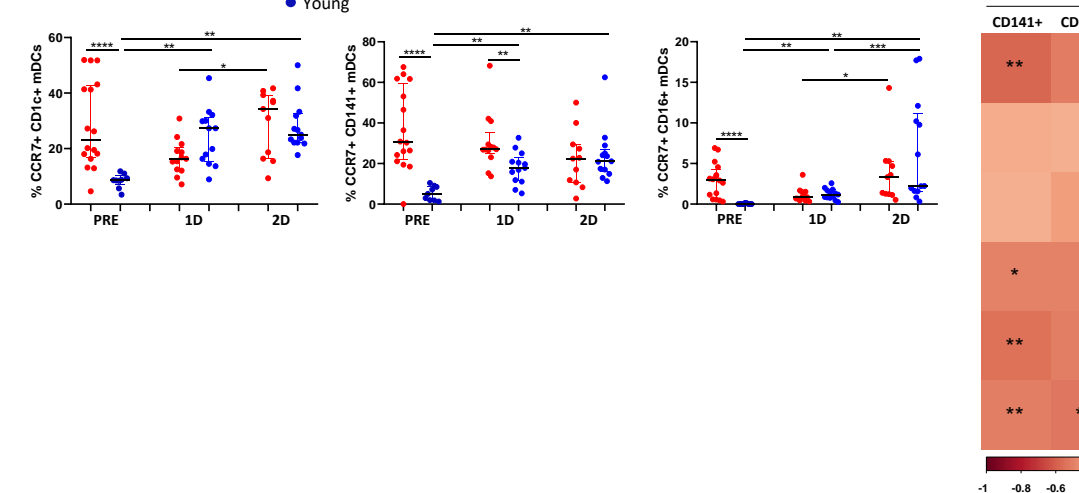 Young
% CCR7+ CD1c+ mDCs
60
40
20
0
****
**
**
*
PRE
1D
2D
% CCR7+ CD141+ mDCs
80
60
40
20
0
****
**
**
**
PRE
1D
2D
% CCR7+ CD16+ mDCs
20
15
10
5
0
****
**
**
***
*
PRE
1D
2D
CD141+ CD
**
*
**
**
-1 -0.8 -0.6